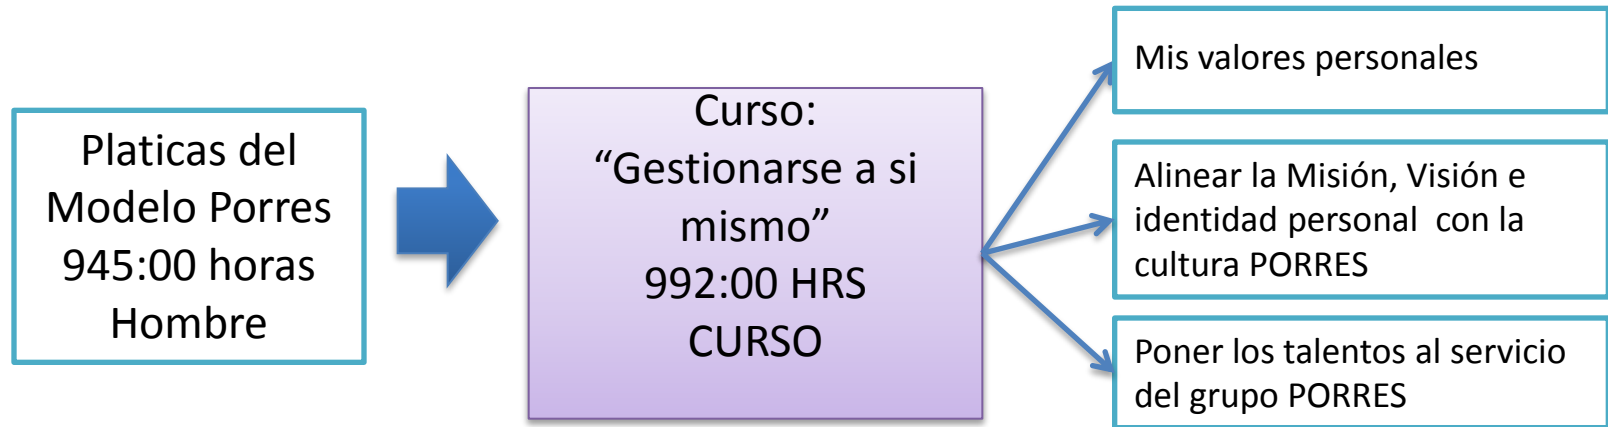 Platicas del
Modelo Porres
945:00 horas
Hombre
Curso:
“Gestionarse a si
mismo”
992:00 HRS
CURSO
Mis valores personales
Alinear la Misión, Visión e
identidad personal  con la
cultura PORRES
Poner los talentos al servicio
del grupo PORRES